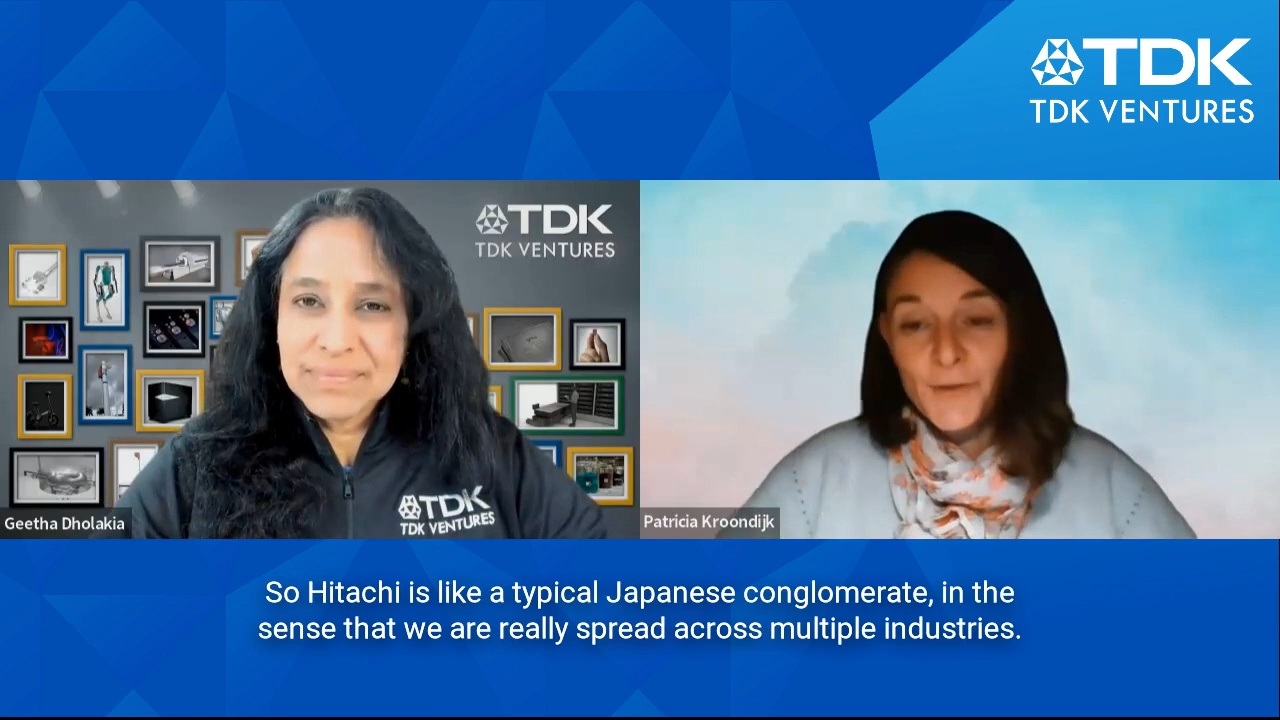 TDK
TDK VENTURES
TDK
TDK VENTURES
TDK
TDK VENTURES
Geetha Dholakia
Patricia Kroondijk
So Hitachi is like a typical Japanese conglomerate, in the
sense that we are really spread across multiple industries.